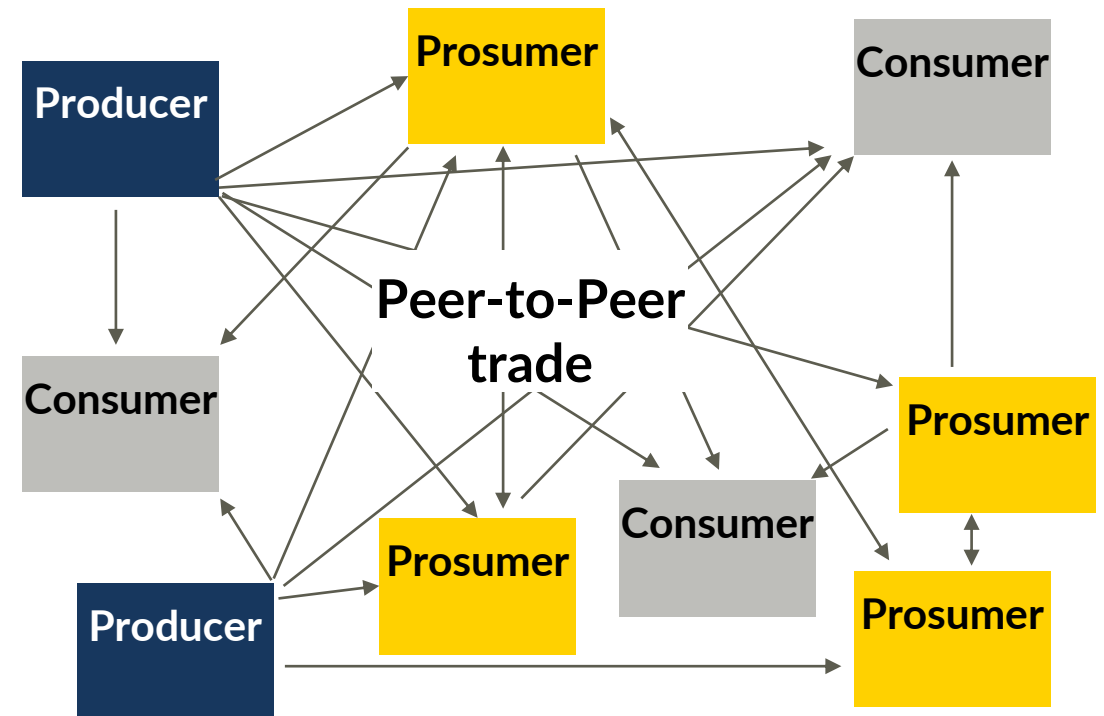 Prosumer
Consumer
Producer
Peer-to-Peer
trade
Consumer
Prosumer
Consumer
Prosumer
Prosumer
Producer